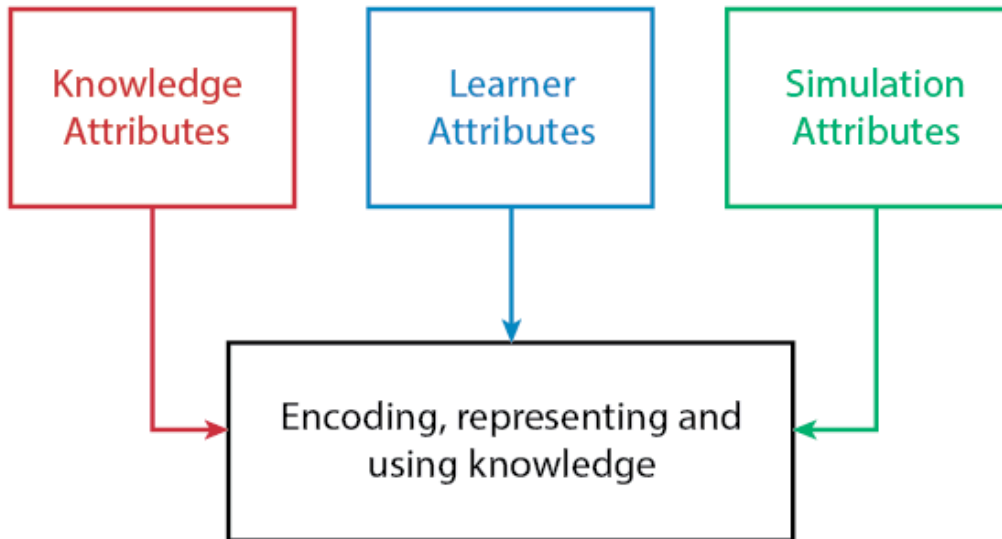 Knowledge
Attributes
Learner
Attributes
Simulation
Attributes
Encoding, representing and
using knowledge